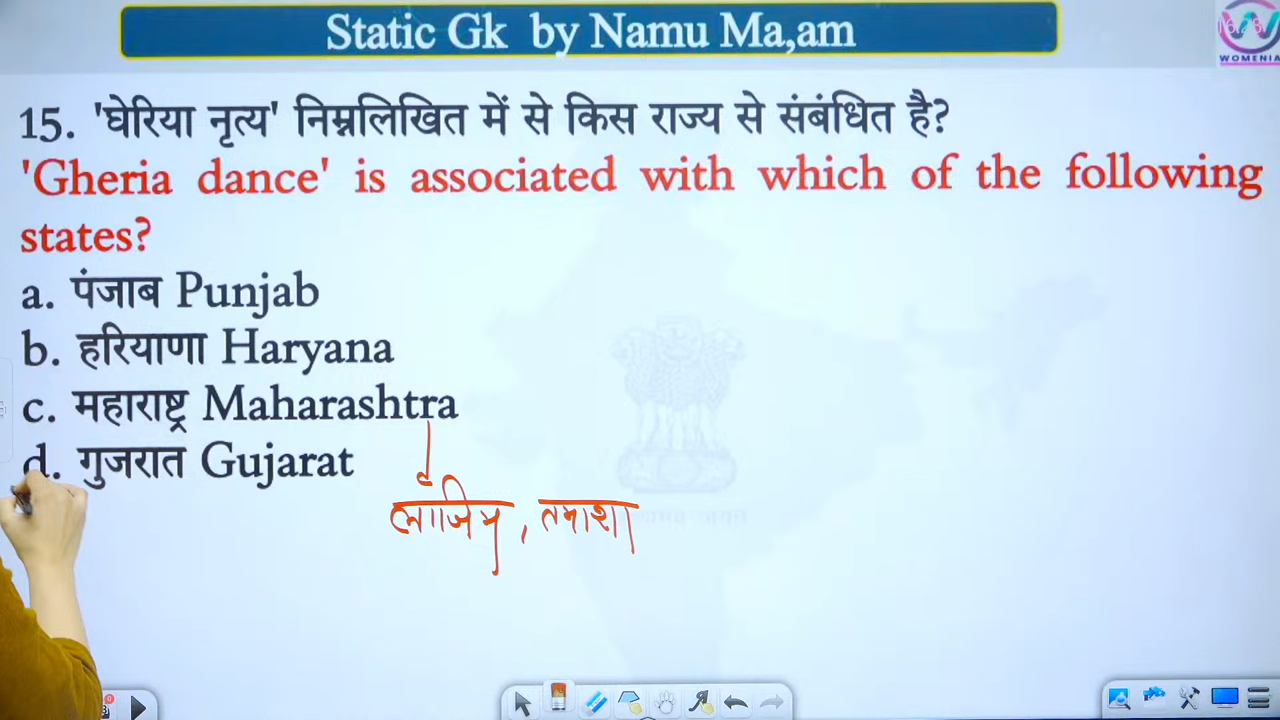 Static Gk by Namu Ma,am
WOMENIA
15. 'घेरिया नृत्य' निम्नलिखित में से किस राज्य से संबंधित है?
'Gheria dance' is associated with which of the following
states?
a. पंजाब Punjab
b. हरियाणा Haryana
c. महाराष्ट्र Maharashtra
d. गुजरात Gujarat
तमाशा